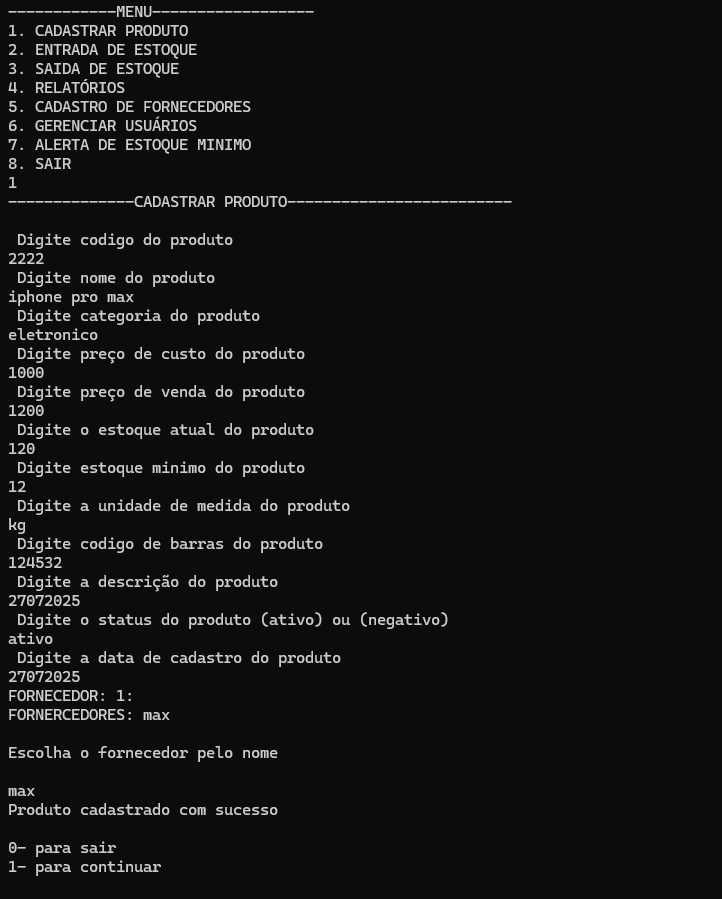 ------------MENU------------------
1. CADASTRAR PRODUTO
2. ENTRADA DE ESTOQUE
3. SAIDA DE ESTOQUE
4. RELATÓRIOS
5. CADASTRO DE FORNECEDORES
6. GERENCIAR USUÁRIOS
7. ALERTA DE ESTOQUE MINIMO
8. SAIR
1
--------------CADASTRAR PRODUTO-------------------------
Digite codigo do produto
2222
Digite nome do produto
iphone pro max
Digite categoria do produto
eletronico
Digite preço de custo do produto
1000
Digite preço de venda do produto
1200
Digite o estoque atual do produto
120
Digite estoque minimo do produto
12
Digite a unidade de medida do produto
kg
Digite codigo de barras do produto
124532
Digite a descrição do produto
27072025
Digite o status do produto (ativo) ou (negativo)
ativo
Digite a data de cadastro do produto
27072025
FORNECEDOR: 1:
FORNERCEDORES: max
Escolha o fornecedor pelo nome
max
Produto cadastrado com sucesso
0- para sair
1- para continuar